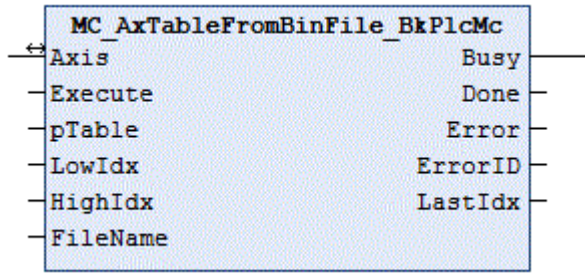 MC_AxTableFromBinFile_BkPlcMc
Axis Busy
Execute Done
pTable Error
LowIdx ErrorID
HighIdx LastIdx
FileName